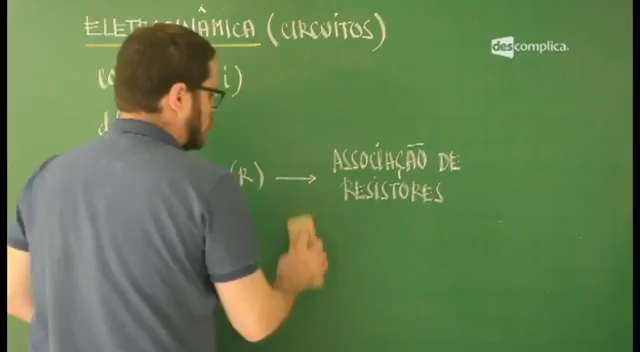 ELETRODINÂMICA (CIRCUITOS)
descomplica.
i)
(R) → ASSOCIAÇÃO DE
RESISTORES